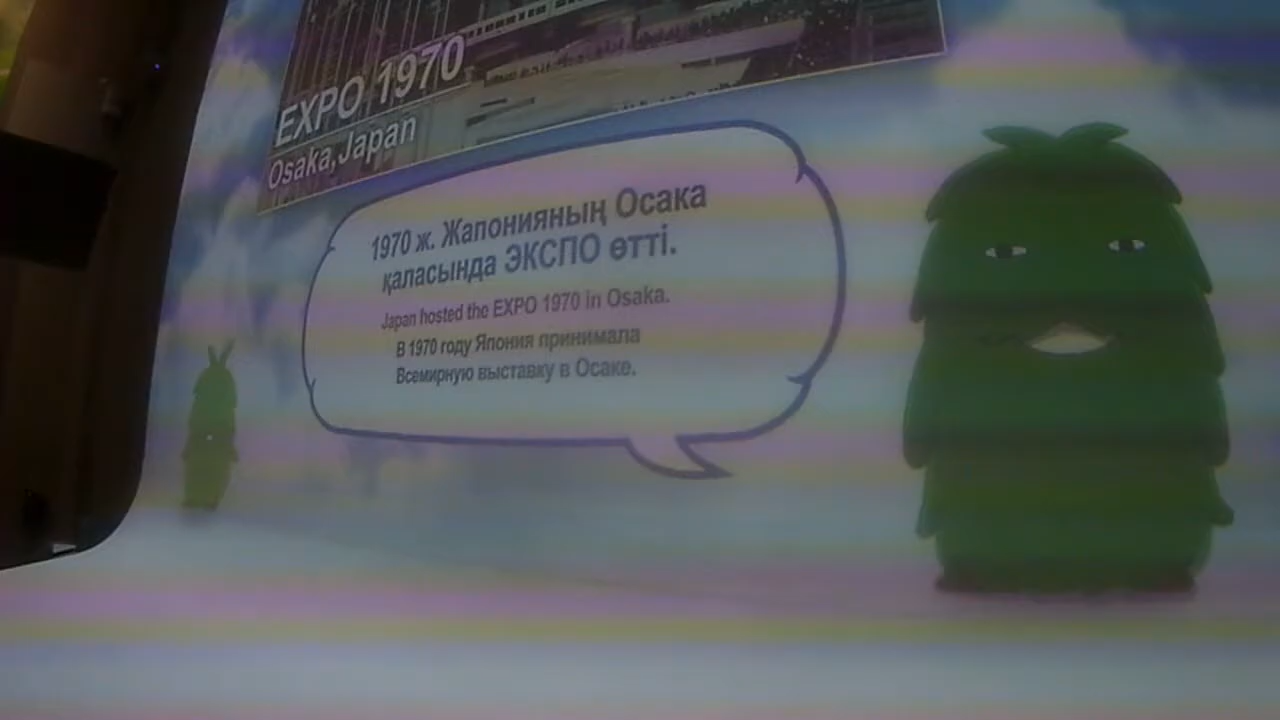 EXPO 1970
Osaka, Japan
1970 ж. Жапонияның Осака
қаласында ЭКСПО өтті.
Japan hosted the EXPO 1970 in Osaka.
В 1970 году Япония принимала
Всемирную выставку в Осаке.